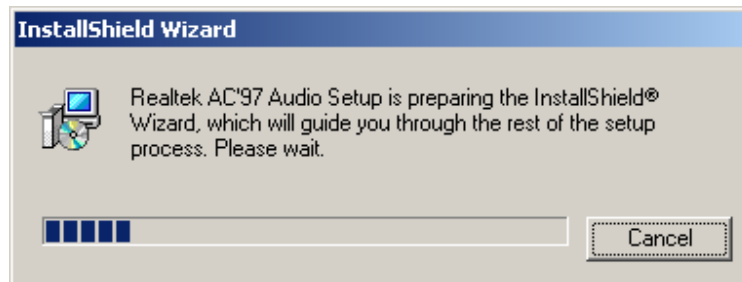 InstallShield Wizard
Realtek AC'97 Audio Setup is preparing the InstallShield®
Wizard, which will guide you through the rest of the setup
process. Please wait.
Cancel